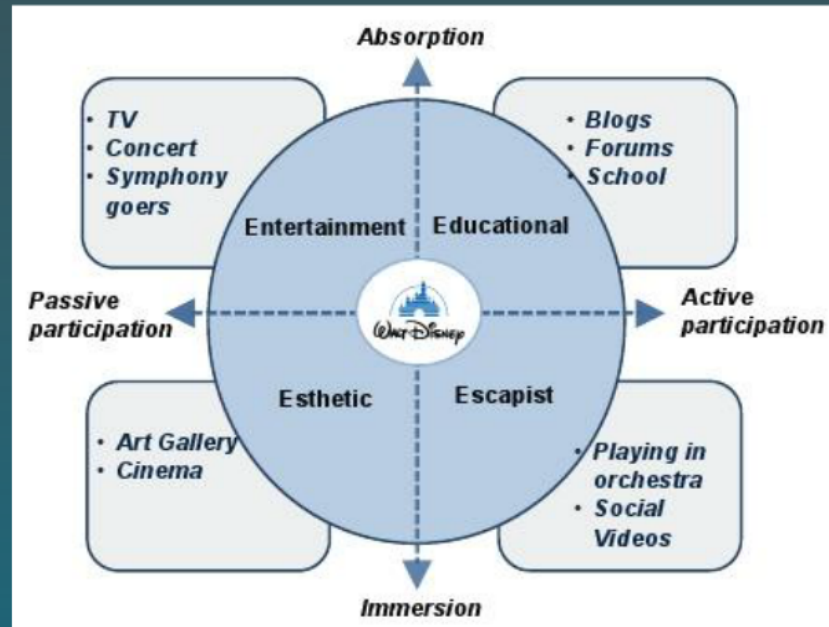 Absorption
• TV
• Concert
• Symphony
goers
• Blogs
• Forums
• School
Entertainment
Educational
Passive
participation
WALT DISNEY
Active
participation
Esthetic
Escapist
• Art Gallery
• Cinema
• Playing in
orchestra
• Social
Videos
Immersion